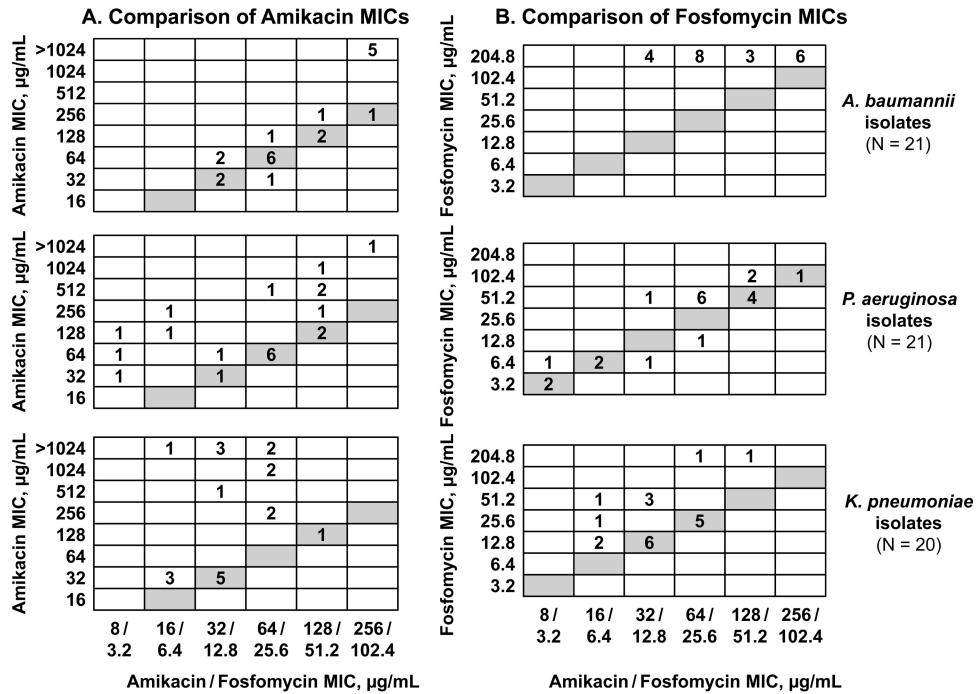 A. Comparison of Amikacin MICs
Amikacin MIC, µg/mL
>1024 5
1024
512
256 1 1
128 1 2
64 2 6
32 2 1
16
Amikacin MIC, µg/mL
>1024 1
1024 1
512 1 2
256 1 1
128 1 1 2
64 1 1 6
32 1 1
16
Amikacin MIC, µg/mL
>1024 1 3 2
1024 2
512 1
256 2
128 1
64
32 3 5
16
8 / 16 / 32 / 64 / 128 / 256 /
3.2 6.4 12.8 25.6 51.2 102.4
Amikacin / Fosfomycin MIC, µg/mL
B. Comparison of Fosfomycin MICs
Fosfomycin MIC, µg/mL
204.8 4 8 3 6
102.4
51.2
25.6
12.8
6.4
3.2
A. baumannii
isolates
(N = 21)
Fosfomycin MIC, µg/mL
204.8
102.4 2 1
51.2 1 6 4
25.6
12.8 1
6.4 1 2 1
3.2 2
P. aeruginosa
isolates
(N = 21)
Fosfomycin MIC, µg/mL
204.8 1 1
102.4
51.2 1 3
25.6 1 5
12.8 2 6
6.4
3.2
K. pneumoniae
isolates
(N = 20)
8 / 16 / 32 / 64 / 128 / 256 /
3.2 6.4 12.8 25.6 51.2 102.4
Amikacin / Fosfomycin MIC, µg/mL